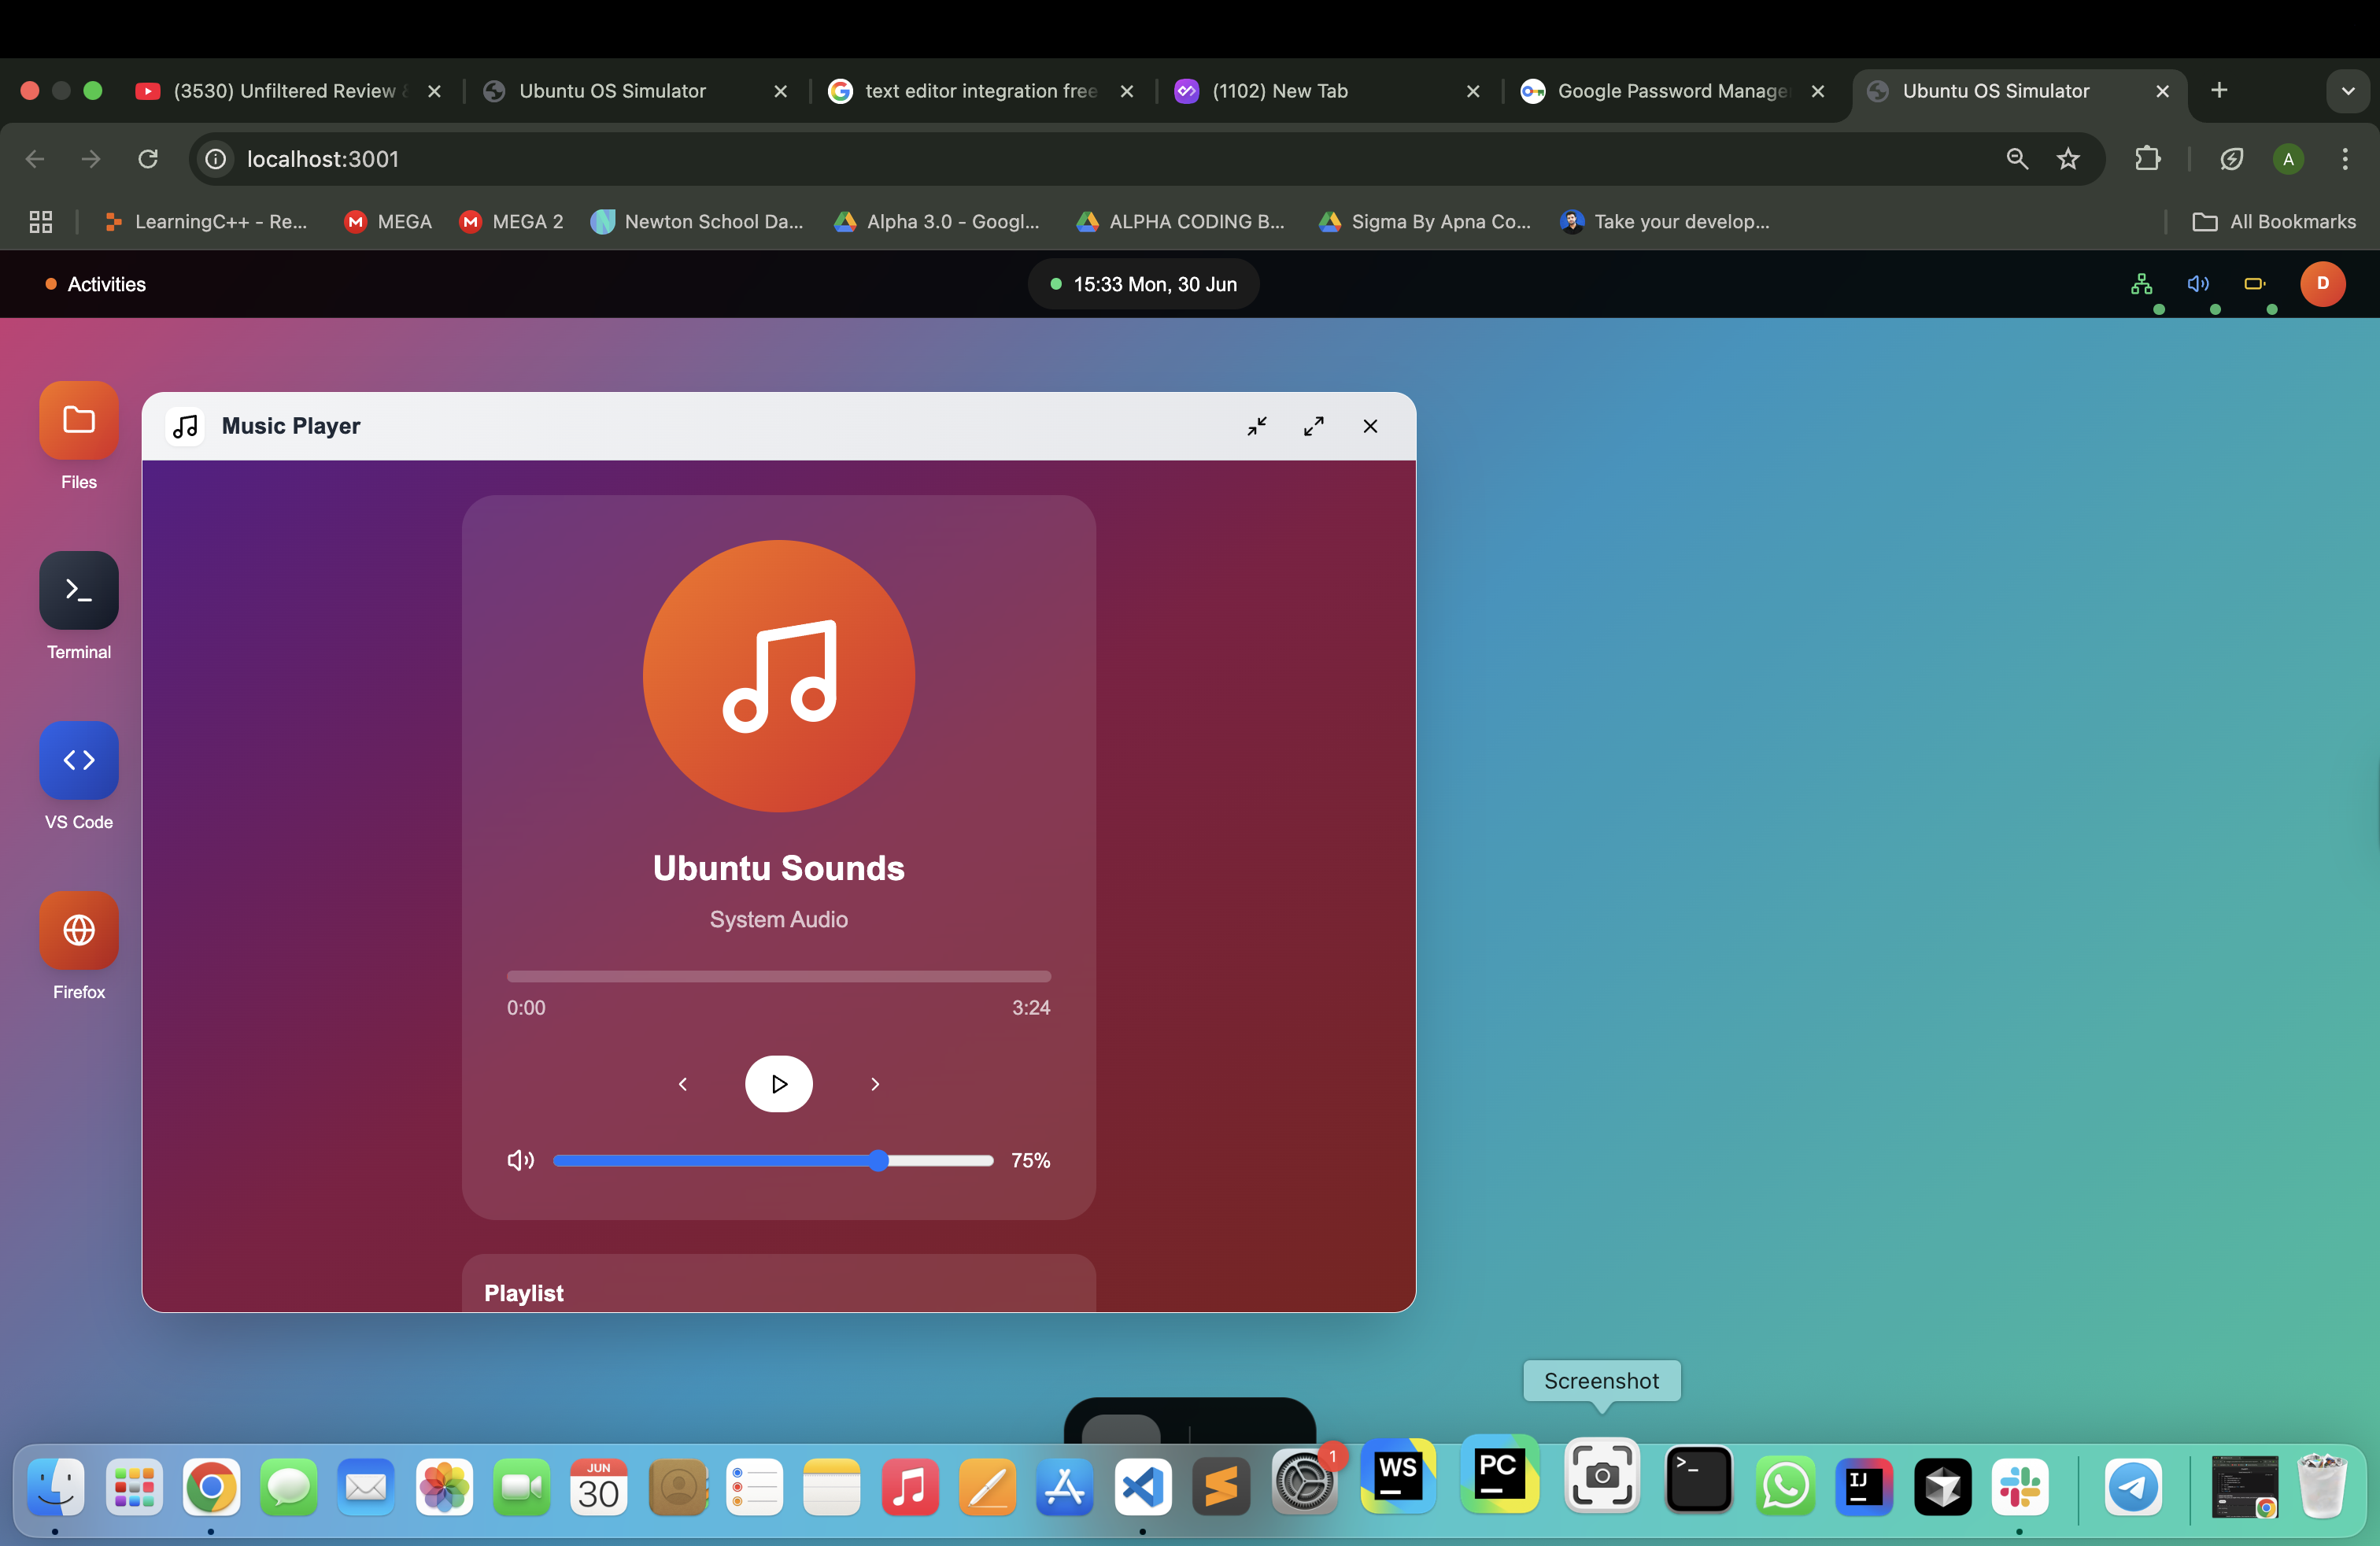 (3530) Unfiltered Review &
Ubuntu OS Simulator
text editor integration free
(1102) New Tab
Google Password Manager
Ubuntu OS Simulator
localhost:3001
A
LearningC++ - Re...
MEGA
MEGA 2
Newton School Da...
Alpha 3.0 - Googl...
ALPHA CODING B...
Sigma By Apna Co...
Take your develop...
All Bookmarks
Activities
15:33 Mon, 30 Jun
D
Files
Terminal
VS Code
Firefox
Music Player
Ubuntu Sounds
System Audio
0:00
3:24
75%
Playlist
Screenshot
JUN
30
1
WS
PC
>_
IJ